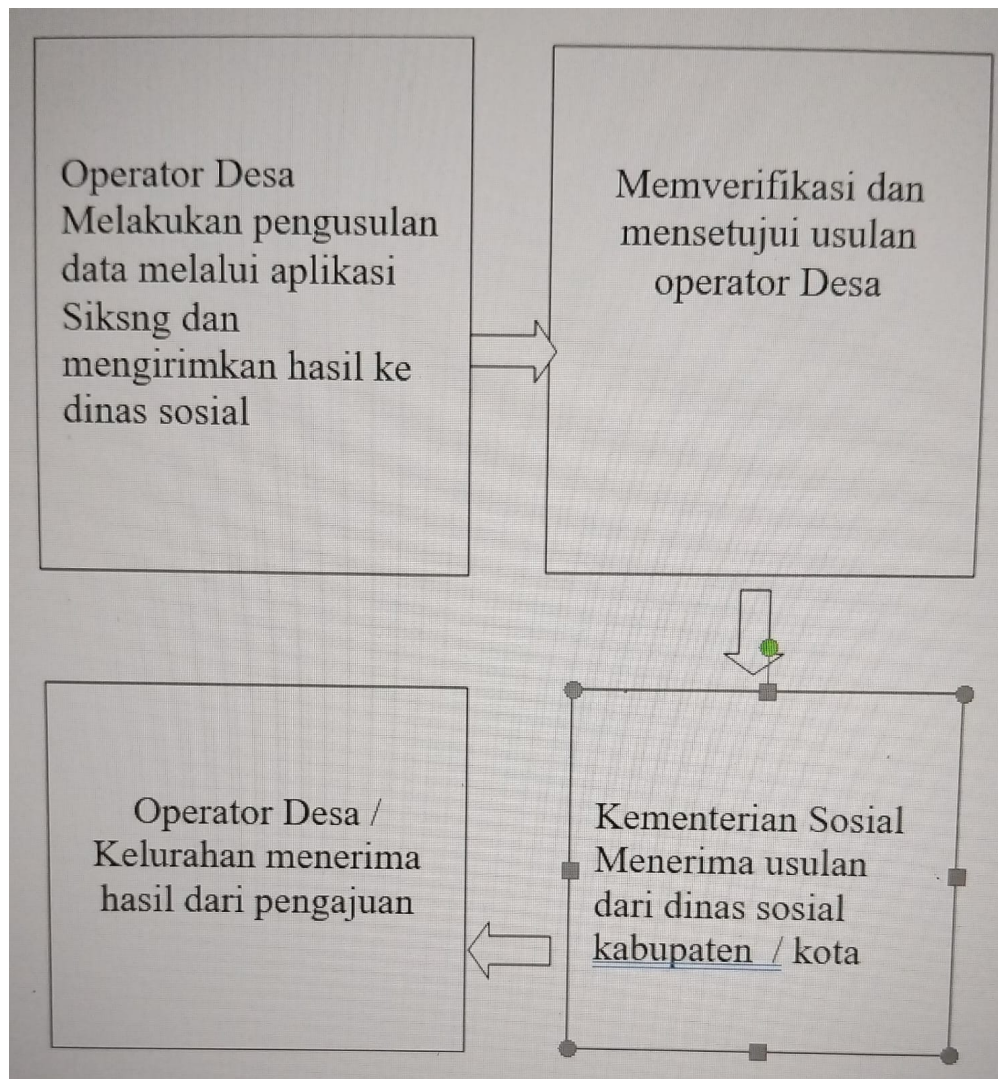 Operator Desa
Melakukan pengusulan
data melalui aplikasi
Siksng dan
mengirimkan hasil ke
dinas sosial
Memverifikasi dan
mensetujui usulan
operator Desa
Kementerian Sosial
Menerima usulan
dari dinas sosial
kabupaten / kota
Operator Desa /
Kelurahan menerima
hasil dari pengajuan